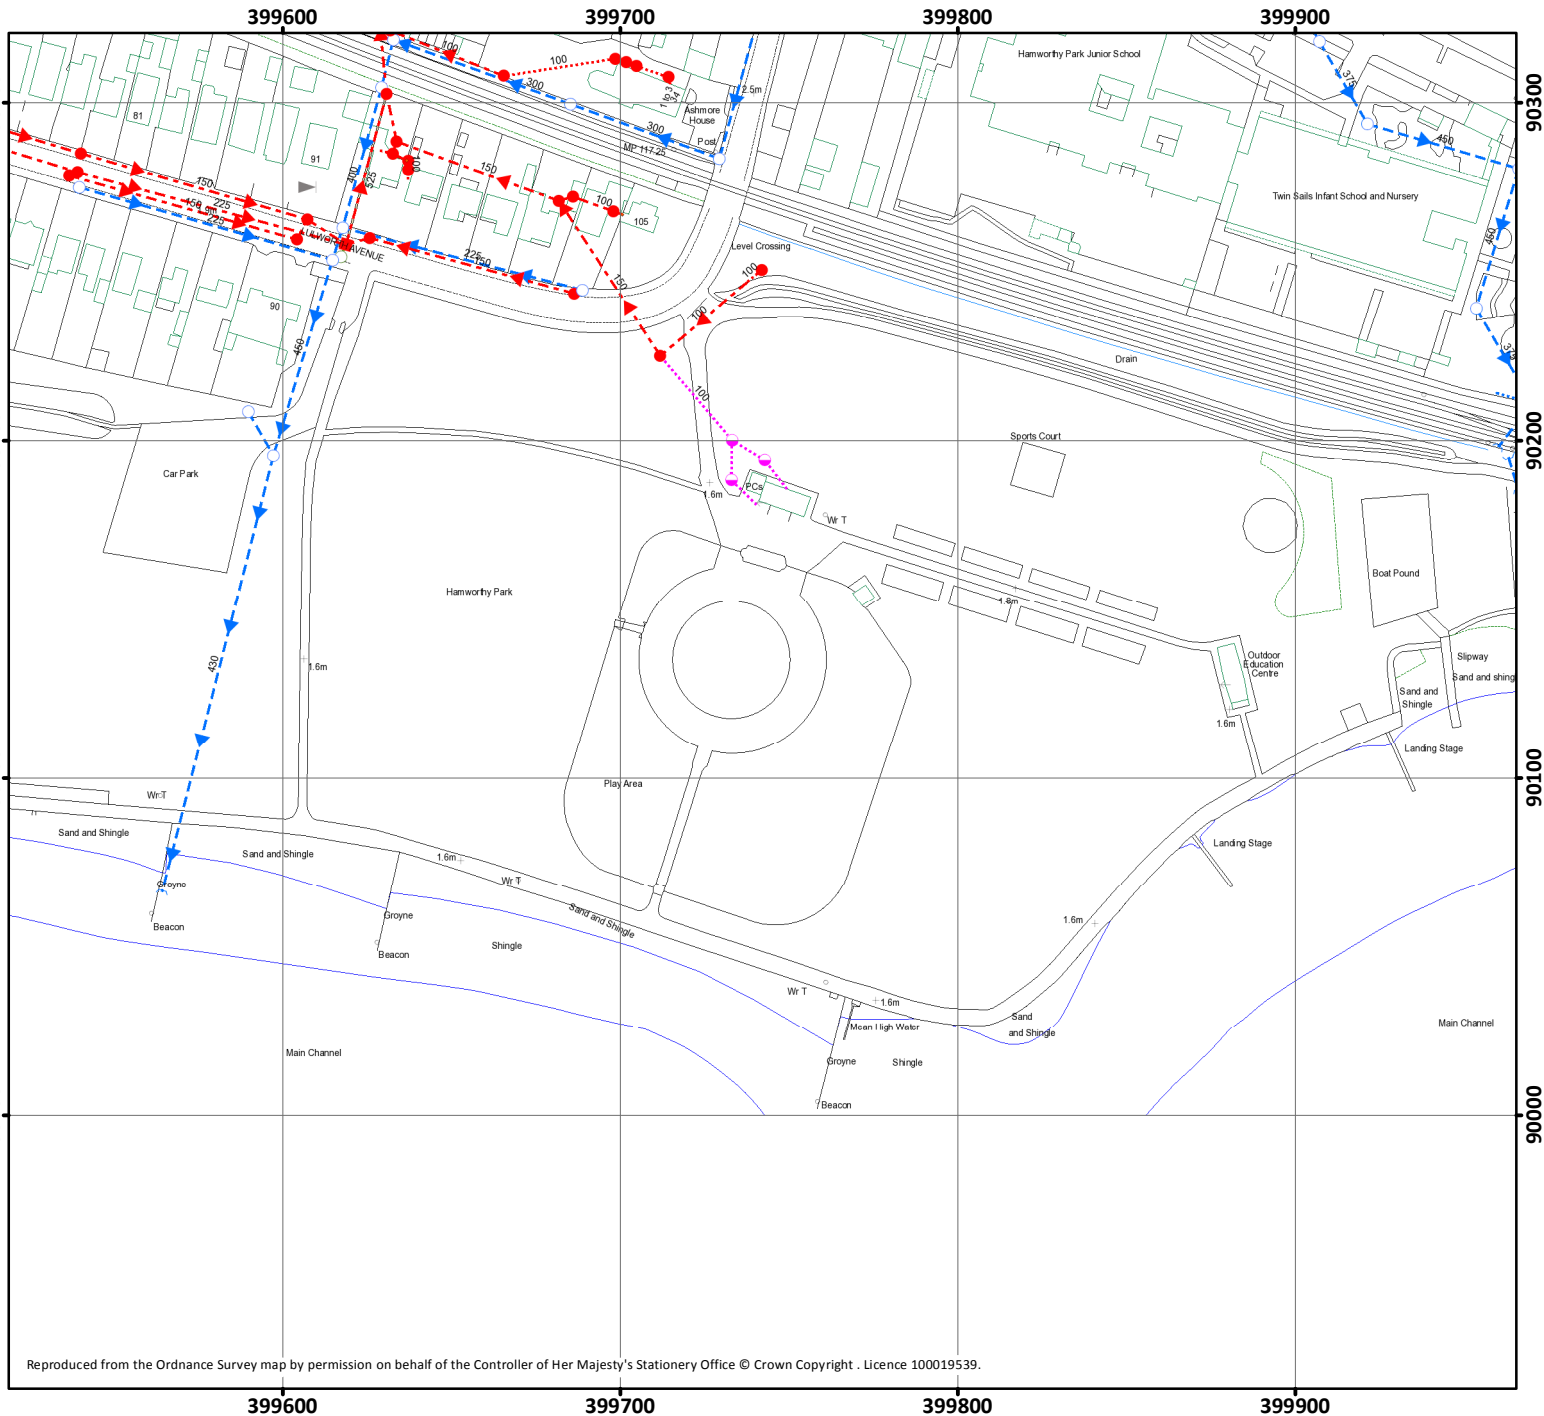 399600
399700
399800
399900
90300
90200
90100
90000
Hamworthy Park Junior School
Twin Sails Infant School and Nursery
100
100
300
300
2.5m
Ashmore
House
Post
MP 117.25
375
450
450
375
81
91
400
525
100
150
100
105
150
225
225
LULWORTH AVENUE
225
150
90
450
Level Crossing
150
100
100
100
Drain
Car Park
PCs
1.6m
Wr T
Sports Court
Hamworthy Park
Boat Pound
1.8m
Outdoor
Education
Centre
1.6m
Slipway
Sand and shing
Sand and
Shingle
Landing Stage
430
1.6m
Play Area
Wr T
Sand and Shingle
Sand and Shingle
1.6m
Wr T
Groyne
Beacon
Groyne
Beacon
Shingle
Sand and Shingle
Landing Stage
1.6m
Wr T
1.6m
Mean High Water
Sand
and Shingle
Groyne
Shingle
Beacon
Main Channel
Main Channel
Reproduced from the Ordnance Survey map by permission on behalf of the Controller of Her Majesty's Stationery Office © Crown Copyright . Licence 100019539.
399600
399700
399800
399900